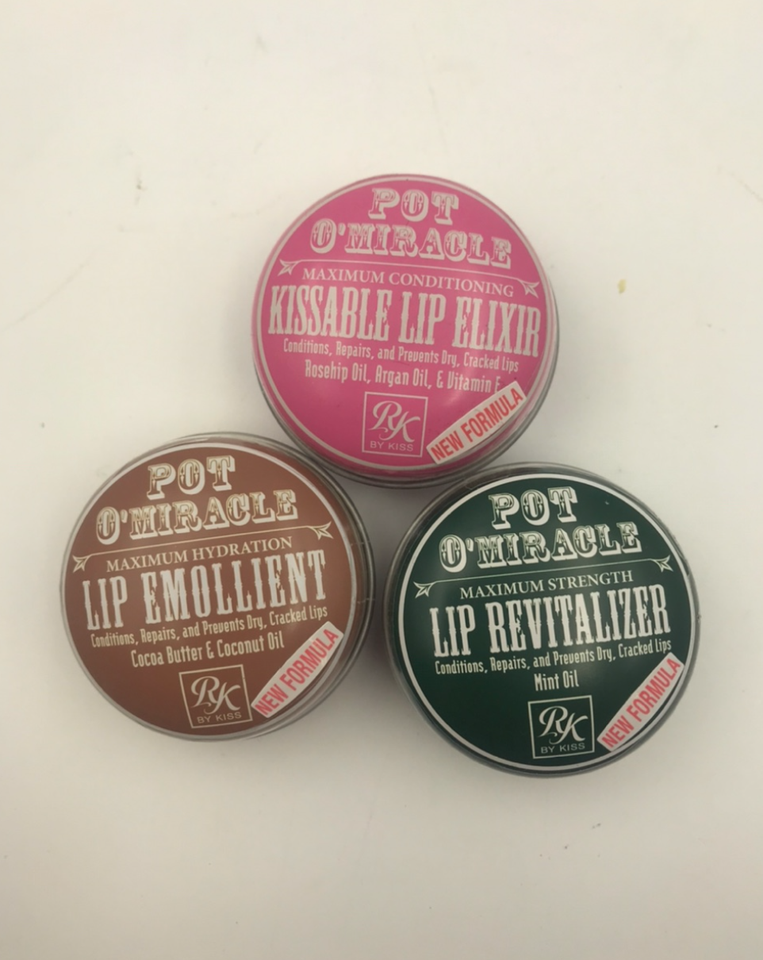 POT
O'MIRACLE
MAXIMUM CONDITIONING
KISSABLE LIP ELIXIR
Conditions, Repairs, and Prevents Dry, Cracked Lips
Rosehip Oil, Argan Oil, & Vitamin E
RK
BY KISS
NEW FORMULA
POT
O'MIRACLE
MAXIMUM HYDRATION
LIP EMOLLIENT
Conditions, Repairs, and Prevents Dry, Cracked Lips
Cocoa Butter & Coconut Oil
RK
BY KISS
NEW FORMULA
POT
O'MIRACLE
MAXIMUM STRENGTH
LIP REVITALIZER
Conditions, Repairs, and Prevents Dry, Cracked Lips
Mint Oil
RK
BY KISS
NEW FORMULA